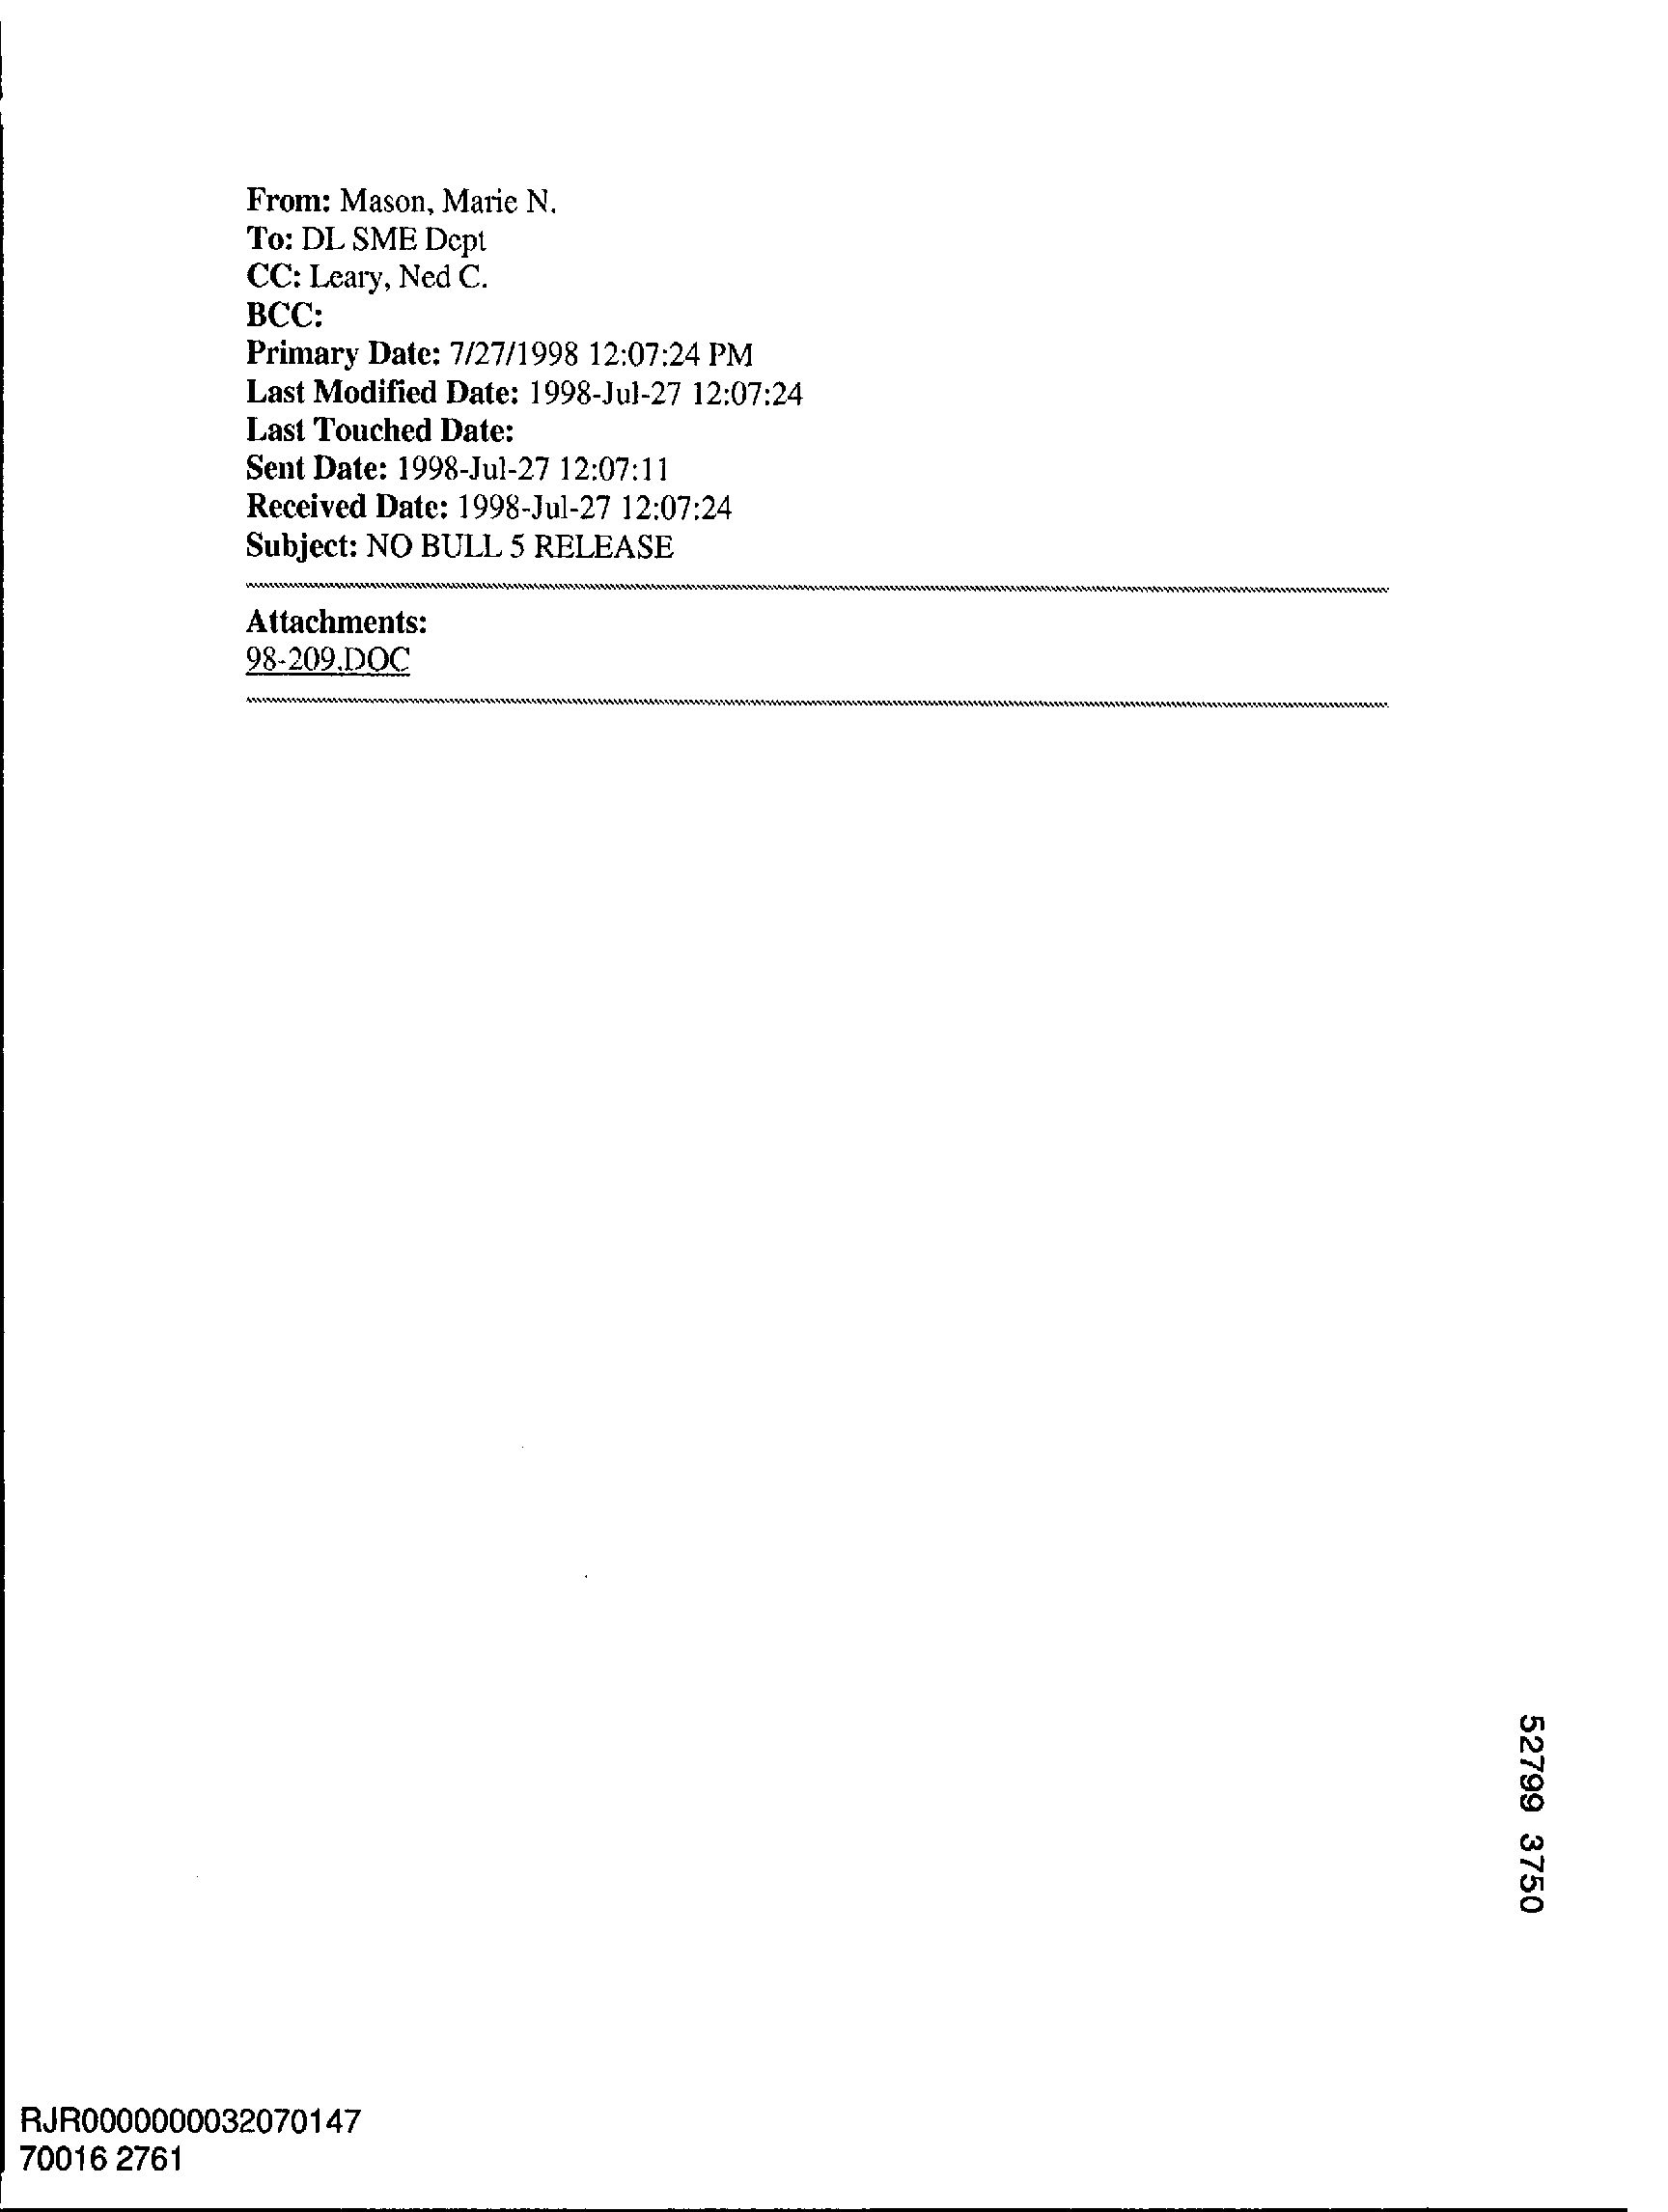 From: Mason, Marie N.
To: DL SME Dept
CC: Leary, Ned C.
BCC:
Primary Date: 7/27/1998 12:07:24 PM
Last Modified Date: 1998-Jul-27 12:07:24
Last Touched Date:
Sent Date: 1998-Jul-27 12:07:11
Received Date: 1998-Jul-27 12:07:24
Subject: NO BULL 5 RELEASE
Attachments:
98-209.DOC
52799 3750
RJR0000000032070147
70016 2761